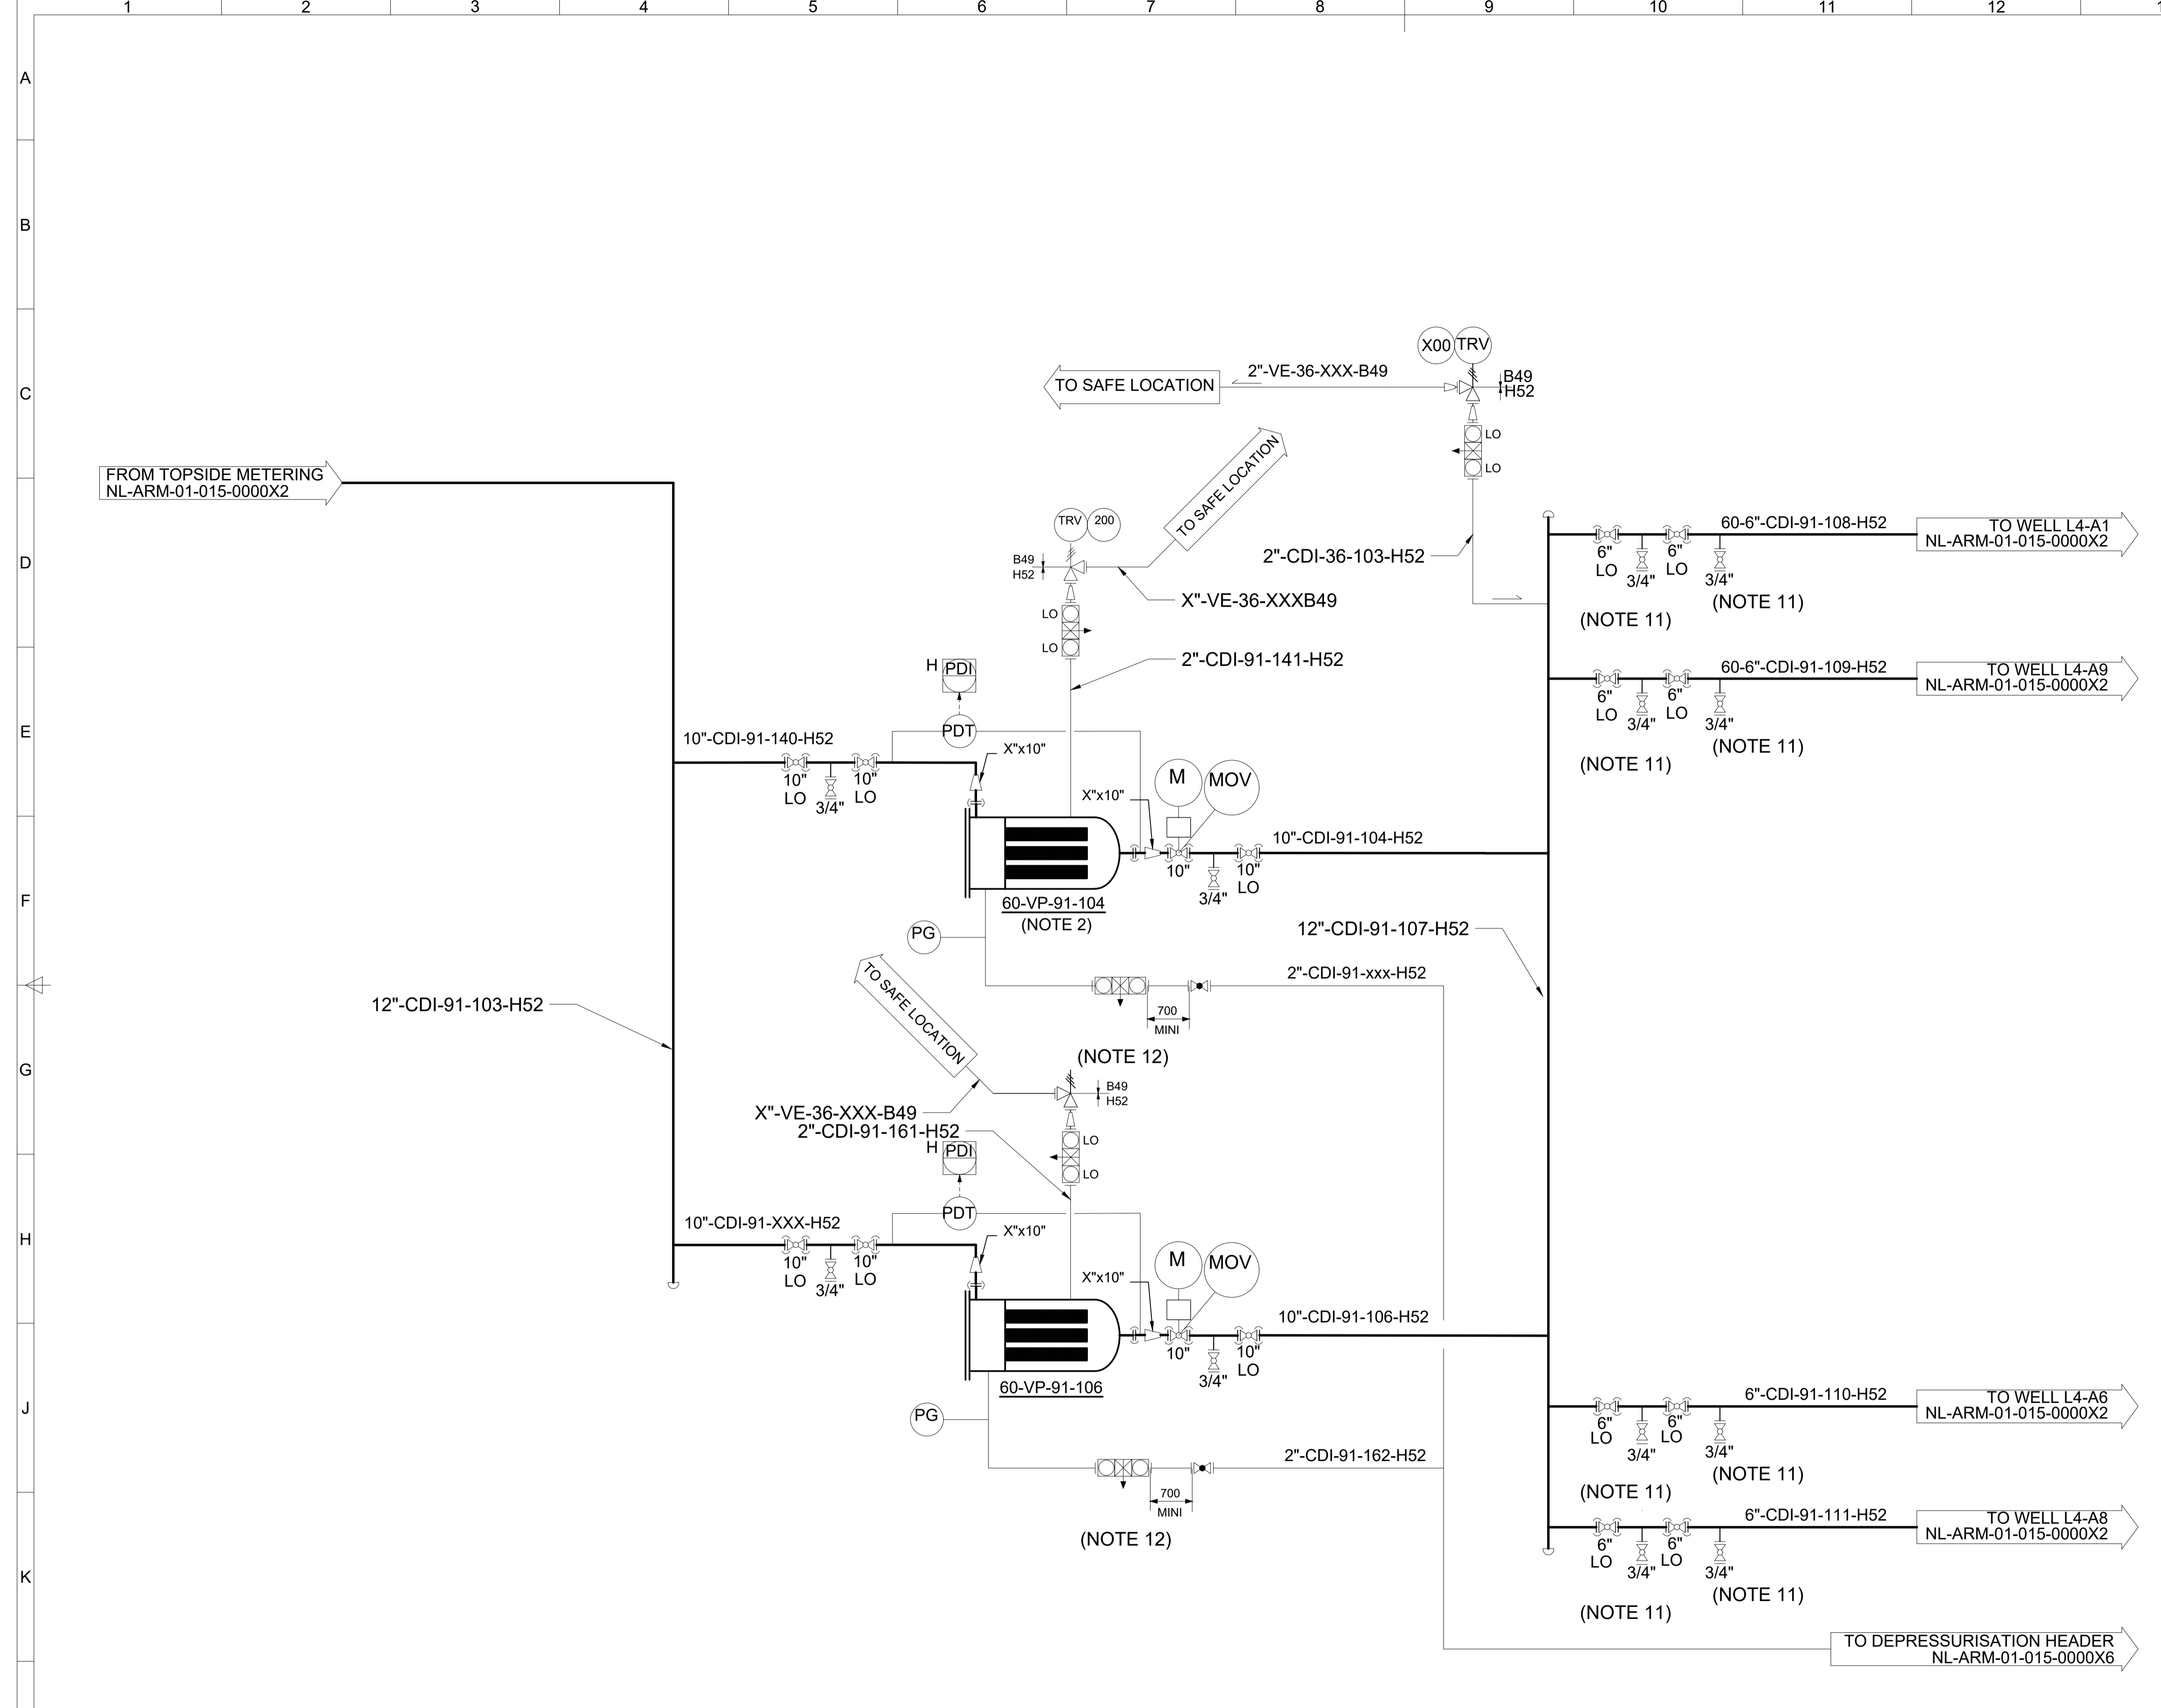 1 2 3 4 5 6 7 8 9 10 11 12
A
B
C
D
E
F
G
H
J
K
X00 TRV
2"-VE-36-XXX-B49
TO SAFE LOCATION
B49
H52
LO
LO
FROM TOPSIDE METERING
NL-ARM-01-015-0000X2
TO SAFE LOCATION
TRV 200
B49
H52
2"-CDI-36-103-H52
X"-VE-36-XXXB49
LO
LO
2"-CDI-91-141-H52
60-6"-CDI-91-108-H52
TO WELL L4-A1
NL-ARM-01-015-0000X2
6"
LO
3/4"
6"
LO
3/4"
(NOTE 11)
(NOTE 11)
60-6"-CDI-91-109-H52
TO WELL L4-A9
NL-ARM-01-015-0000X2
6"
LO
3/4"
6"
LO
3/4"
(NOTE 11)
(NOTE 11)
H PDI
PDT
10"-CDI-91-140-H52
X"x10"
10"
LO
3/4"
10"
LO
X"x10"
M MOV
10"-CDI-91-104-H52
10"
3/4"
10"
LO
60-VP-91-104
(NOTE 2)
PG
12"-CDI-91-107-H52
TO SAFE LOCATION
2"-CDI-91-xxx-H52
700
MINI
(NOTE 12)
12"-CDI-91-103-H52
B49
H52
X"-VE-36-XXX-B49
2"-CDI-91-161-H52
LO
LO
H PDI
PDT
10"-CDI-91-XXX-H52
X"x10"
10"
LO
3/4"
10"
LO
X"x10"
M MOV
10"-CDI-91-106-H52
10"
3/4"
10"
LO
60-VP-91-106
PG
2"-CDI-91-162-H52
700
MINI
(NOTE 12)
6"-CDI-91-110-H52
TO WELL L4-A6
NL-ARM-01-015-0000X2
6"
LO
3/4"
6"
LO
3/4"
(NOTE 11)
(NOTE 11)
6"-CDI-91-111-H52
TO WELL L4-A8
NL-ARM-01-015-0000X2
6"
LO
3/4"
6"
LO
3/4"
(NOTE 11)
(NOTE 11)
TO DEPRESSURISATION HEADER
NL-ARM-01-015-0000X6